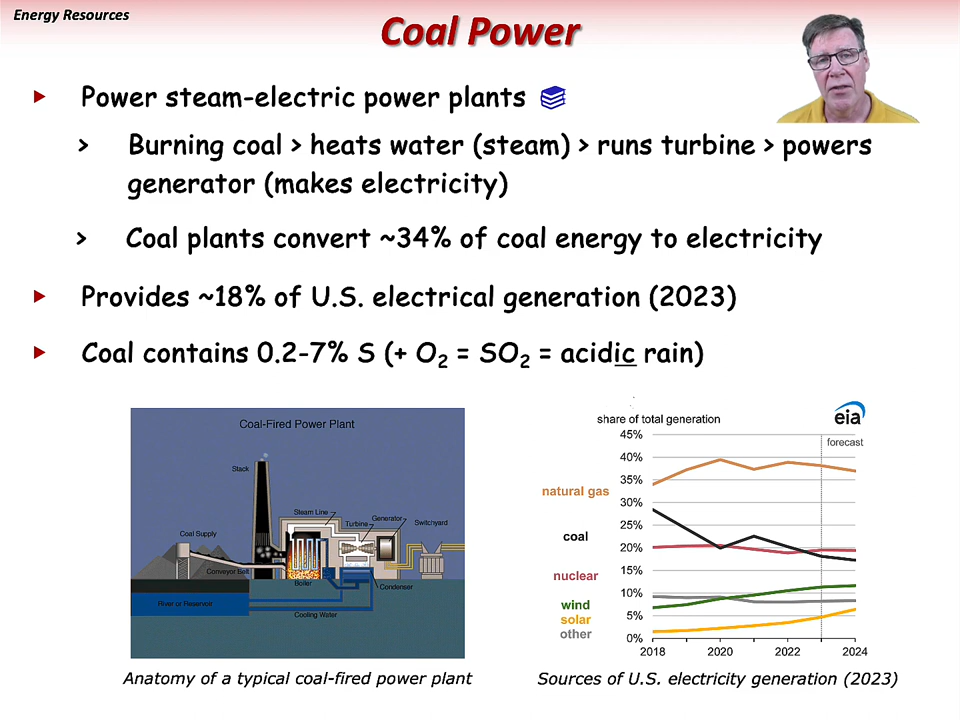 Energy Resources
Coal Power
▸ Power steam-electric power plants
> Burning coal > heats water (steam) > runs turbine > powers
generator (makes electricity)
> Coal plants convert ~34% of coal energy to electricity
▸ Provides ~18% of U.S. electrical generation (2023)
▸ Coal contains 0.2-7% S (+ O₂ = SO₂ = acidic rain)
Coal-Fired Power Plant
Stack
Steam Line
Turbine
Generator
Switchyard
Coal Supply
Conveyor Belt
Boiler
Condenser
River or Reservoir
Cooling Water
Anatomy of a typical coal-fired power plant
share of total generation
eia
forecast
45%
40%
35%
30%
25%
20%
15%
10%
5%
0%
natural gas
coal
nuclear
wind
solar
other
2018 2020 2022 2024
Sources of U.S. electricity generation (2023)